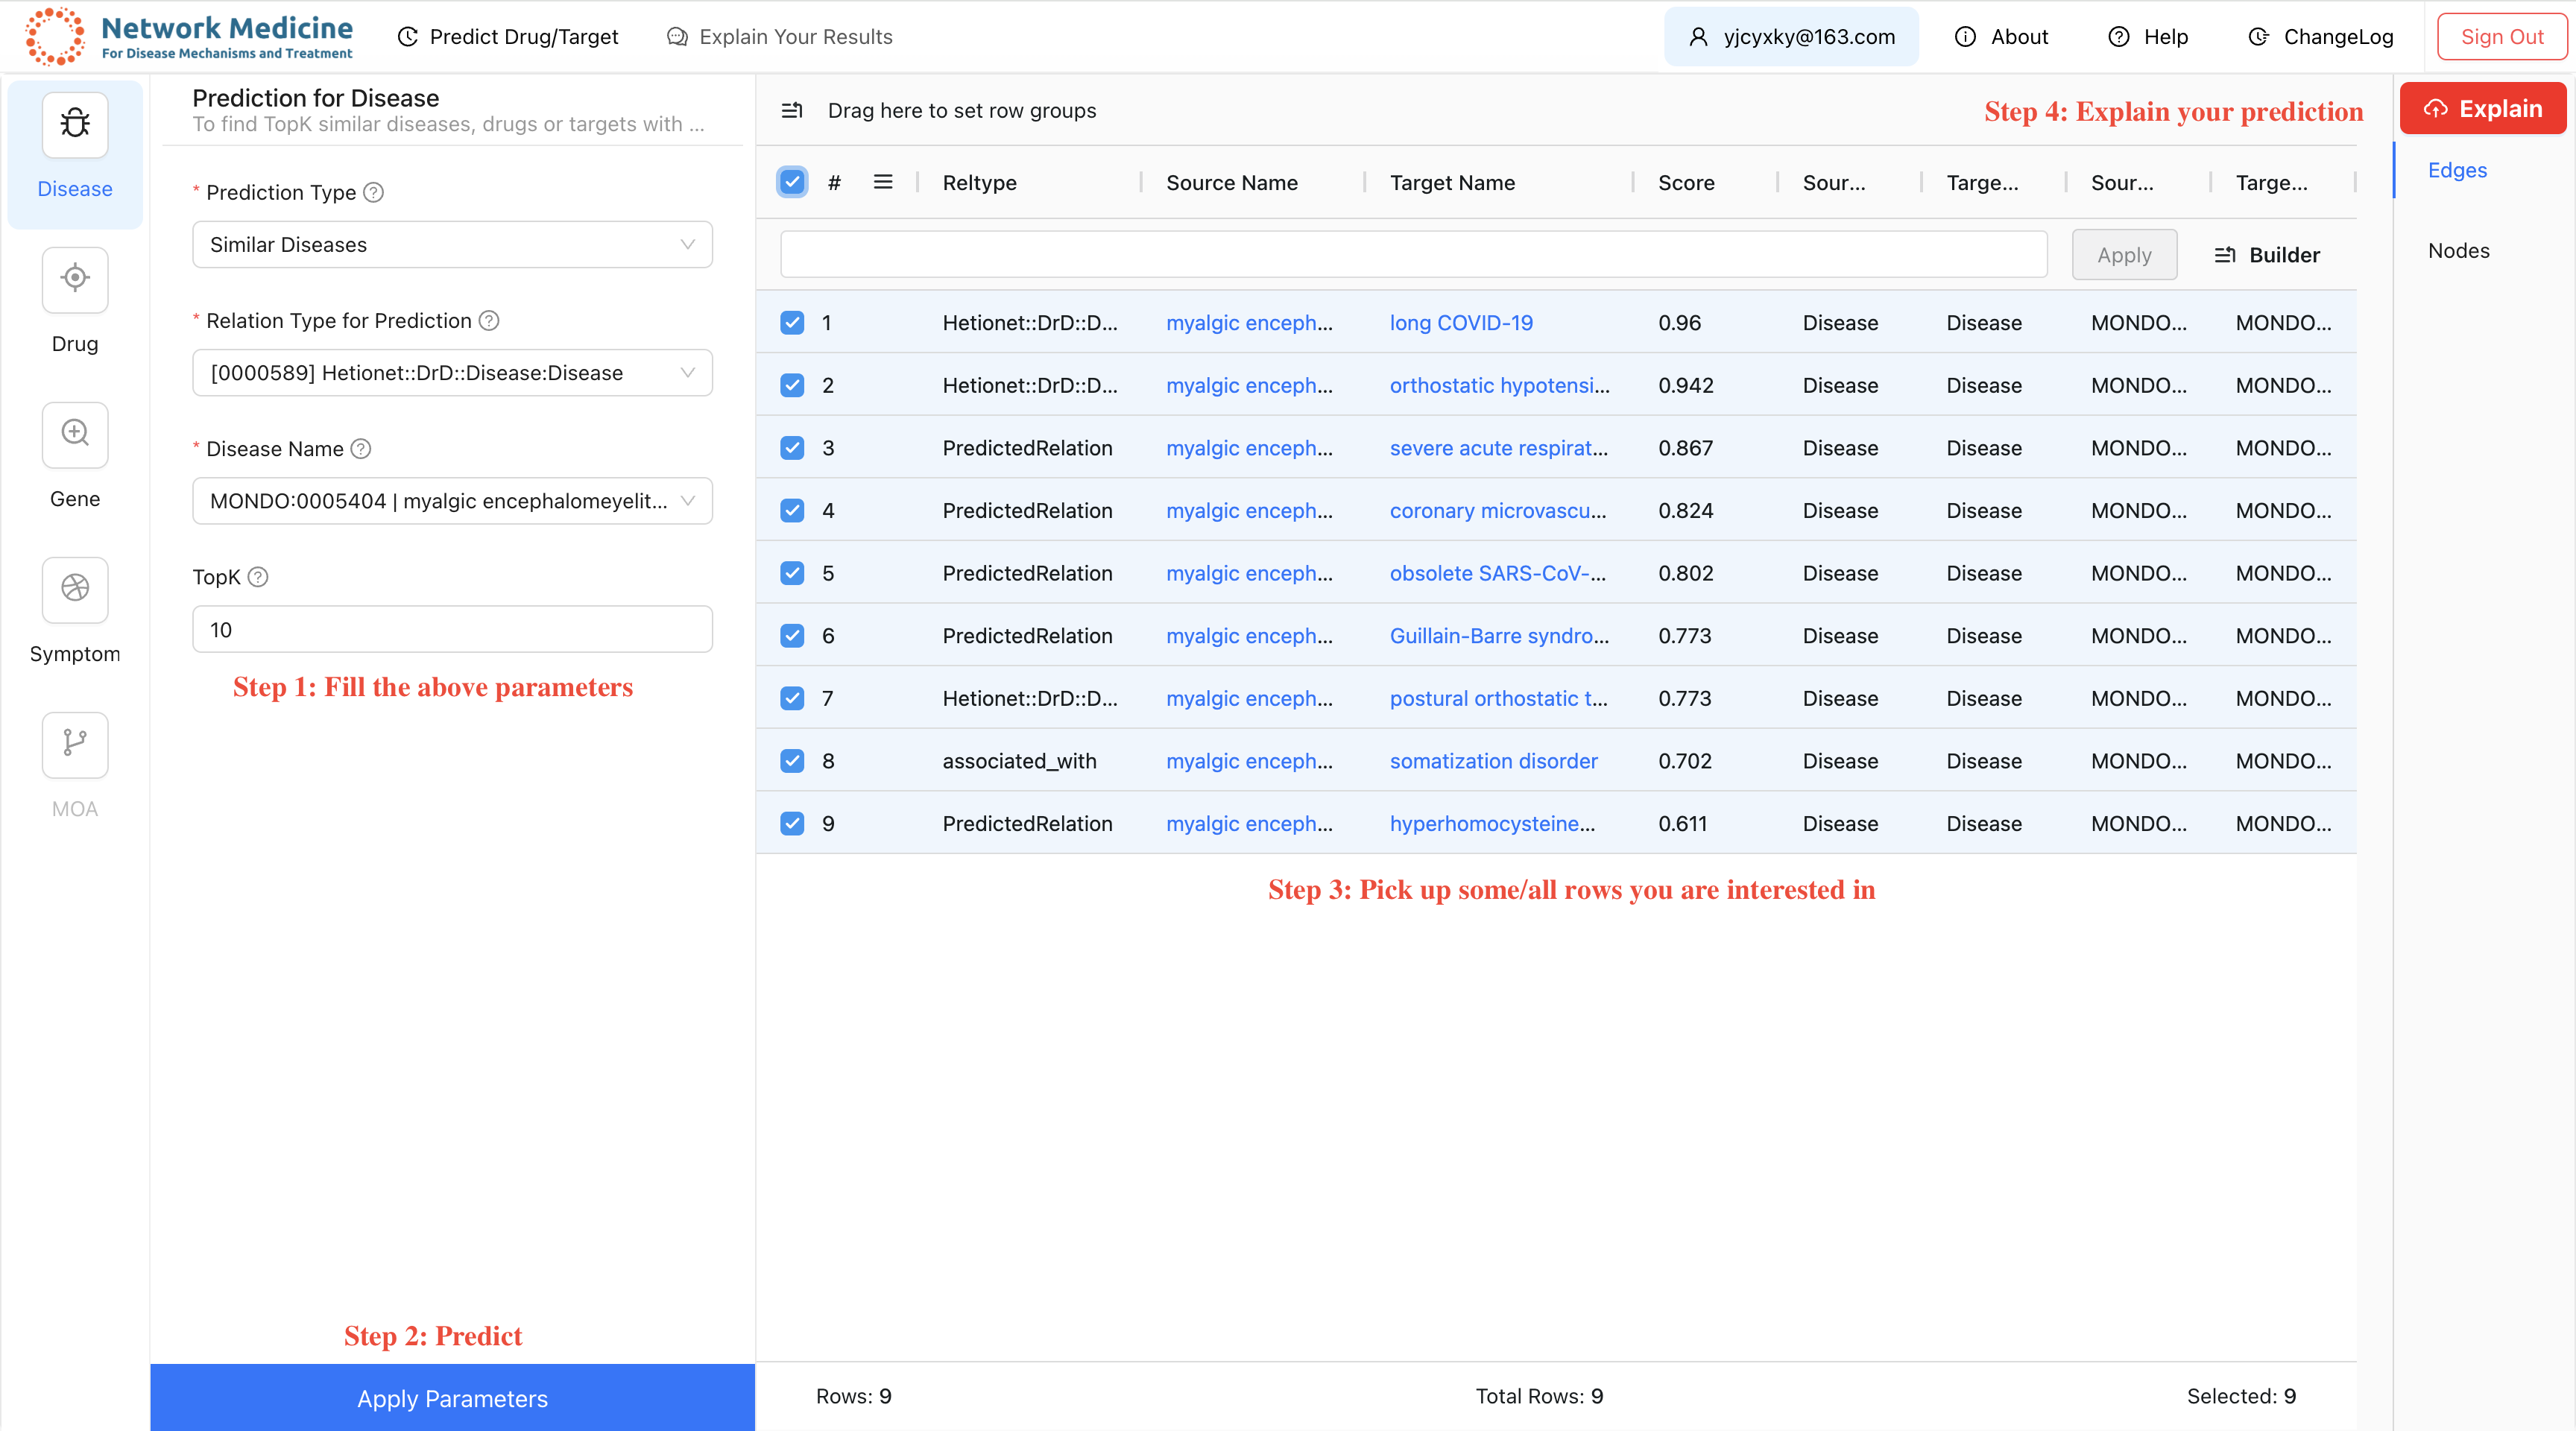 Network Medicine
For Disease Mechanisms and Treatment
Predict Drug/Target
Explain Your Results
yjcyxky@163.com
About
Help
ChangeLog
Sign Out
Disease
Drug
Gene
Symptom
MOA
Prediction for Disease
To find TopK similar diseases, drugs or targets with ...
* Prediction Type
Similar Diseases
* Relation Type for Prediction
[0000589] Hetionet::DrD::Disease:Disease
* Disease Name
MONDO:0005404 | myalgic encephalomeyelit...
TopK
10
Step 1: Fill the above parameters
Step 2: Predict
Apply Parameters
Drag here to set row groups
Step 4: Explain your prediction
# Reltype Source Name Target Name Score Sour... Targe... Sour... Targe...
Apply
Builder
1 Hetionet::DrD::D... myalgic enceph... long COVID-19 0.96 Disease Disease MONDO... MONDO...
2 Hetionet::DrD::D... myalgic enceph... orthostatic hypotensi... 0.942 Disease Disease MONDO... MONDO...
3 PredictedRelation myalgic enceph... severe acute respirat... 0.867 Disease Disease MONDO... MONDO...
4 PredictedRelation myalgic enceph... coronary microvascu... 0.824 Disease Disease MONDO... MONDO...
5 PredictedRelation myalgic enceph... obsolete SARS-CoV-... 0.802 Disease Disease MONDO... MONDO...
6 PredictedRelation myalgic enceph... Guillain-Barre syndro... 0.773 Disease Disease MONDO... MONDO...
7 Hetionet::DrD::D... myalgic enceph... postural orthostatic t... 0.773 Disease Disease MONDO... MONDO...
8 associated_with myalgic enceph... somatization disorder 0.702 Disease Disease MONDO... MONDO...
9 PredictedRelation myalgic enceph... hyperhomocysteine... 0.611 Disease Disease MONDO... MONDO...
Step 3: Pick up some/all rows you are interested in
Rows: 9
Total Rows: 9
Selected: 9
Explain
Edges
Nodes